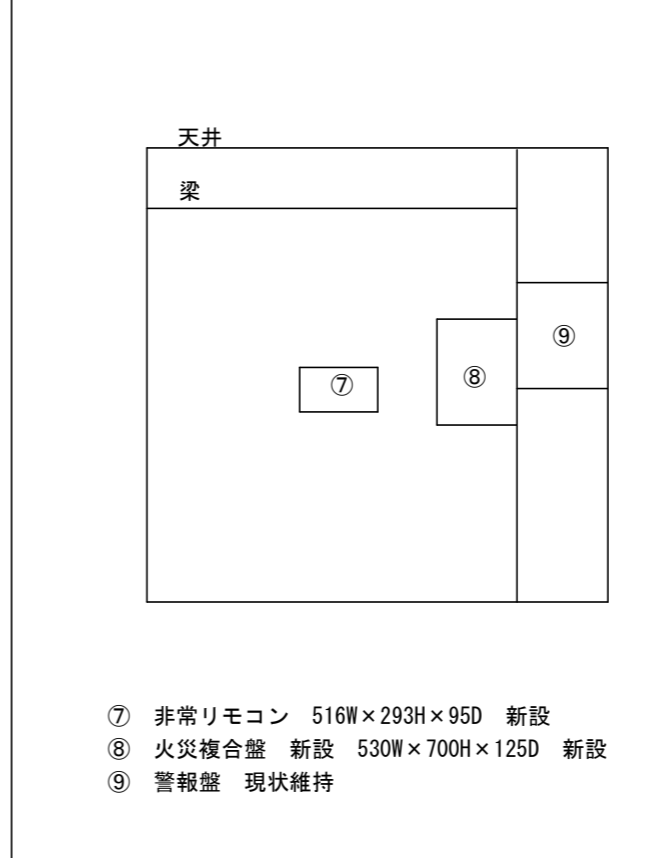 天井
梁
⑨
⑧
⑦
⑦　非常リモコン　516W×293H×95D　新設
⑧　火災複合盤　新設　530W×700H×125D　新設
⑨　警報盤　現状維持